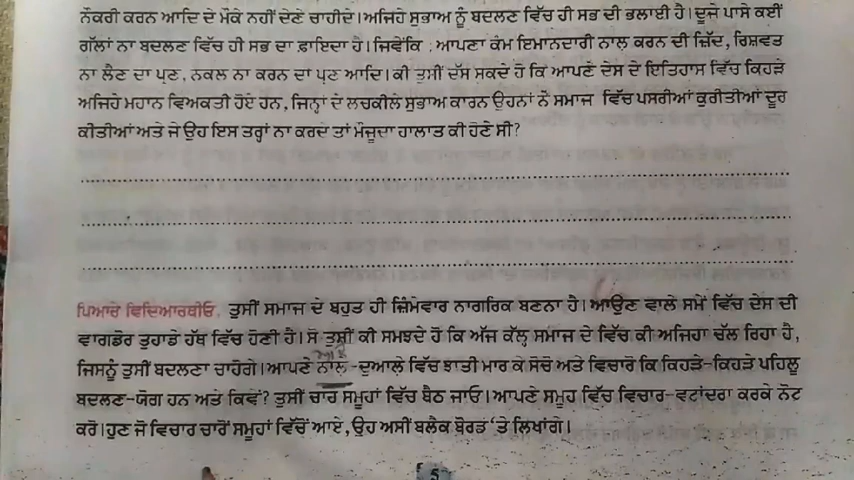 ਨੌਕਰੀ ਕਰਨ ਆਦਿ ਦੇ ਮੌਕੇ ਨਹੀਂ ਦੇਣੇ ਚਾਹੀਦੇ। ਅਜਿਹੇ ਸੁਭਾਅ ਨੂੰ ਬਦਲਣ ਵਿੱਚ ਹੀ ਸਭ ਦੀ ਭਲਾਈ ਹੈ। ਦੂਜੇ ਪਾਸੇ ਕਈ
ਗੱਲਾਂ ਨਾ ਬਦਲਣ ਵਿੱਚ ਹੀ ਸਭ ਦਾ ਫ਼ਾਇਦਾ ਹੈ। ਜਿਵੇਂਕਿ : ਆਪਣਾ ਕੰਮ ਇਮਾਨਦਾਰੀ ਨਾਲ਼ ਕਰਨ ਦੀ ਜ਼ਿੱਦ, ਰਿਸ਼ਵਤ
ਨਾ ਲੈਣ ਦਾ ਪ੍ਰਣ, ਨਕਲ ਨਾ ਕਰਨ ਦਾ ਪ੍ਰਣ ਆਦਿ। ਕੀ ਤੁਸੀਂ ਦੱਸ ਸਕਦੇ ਹੋ ਕਿ ਆਪਣੇ ਦੇਸ ਦੇ ਇਤਿਹਾਸ ਵਿੱਚ ਕਿਹੜੇ
ਅਜਿਹੇ ਮਹਾਨ ਵਿਅਕਤੀ ਹੋਏ ਹਨ, ਜਿਨ੍ਹਾਂ ਦੇ ਲਚਕੀਲੇ ਸੁਭਾਅ ਕਾਰਨ ਉਹਨਾਂ ਨੇ ਸਮਾਜ ਵਿੱਚ ਪਸਰੀਆਂ ਕੁਰੀਤੀਆਂ ਦੂਰ
ਕੀਤੀਆਂ ਅਤੇ ਜੇ ਉਹ ਇਸ ਤਰ੍ਹਾਂ ਨਾ ਕਰਦੇ ਤਾਂ ਮੌਜੂਦਾ ਹਾਲਾਤ ਕੀ ਹੋਣੇ ਸੀ?
ਪਿਆਰੇ ਵਿਦਿਆਰਥੀਓ, ਤੁਸੀਂ ਸਮਾਜ ਦੇ ਬਹੁਤ ਹੀ ਜ਼ਿੰਮੇਵਾਰ ਨਾਗਰਿਕ ਬਣਨਾ ਹੈ। ਆਉਣ ਵਾਲੇ ਸਮੇਂ ਵਿੱਚ ਦੇਸ ਦੀ
ਵਾਗਡੋਰ ਤੁਹਾਡੇ ਹੱਥ ਵਿੱਚ ਹੋਣੀ ਹੈ। ਸੋ ਤੁਸੀਂ ਕੀ ਸਮਝਦੇ ਹੋ ਕਿ ਅੱਜ ਕੱਲ੍ਹ ਸਮਾਜ ਦੇ ਵਿੱਚ ਕੀ ਅਜਿਹਾ ਚੱਲ ਰਿਹਾ ਹੈ,
ਜਿਸਨੂੰ ਤੁਸੀਂ ਬਦਲਣਾ ਚਾਹੋਗੇ। ਆਪਣੇ ਨਾਲ਼-ਦੁਆਲੇ ਵਿੱਚ ਝਾਤੀ ਮਾਰ ਕੇ ਸੋਚੋ ਅਤੇ ਵਿਚਾਰੋ ਕਿ ਕਿਹੜੇ-ਕਿਹੜੇ ਪਹਿਲੂ
ਬਦਲਣ-ਯੋਗ ਹਨ ਅਤੇ ਕਿਵੇਂ? ਤੁਸੀਂ ਚਾਰ ਸਮੂਹਾਂ ਵਿੱਚ ਬੈਠ ਜਾਓ। ਆਪਣੇ ਸਮੂਹ ਵਿੱਚ ਵਿਚਾਰ-ਵਟਾਂਦਰਾ ਕਰਕੇ ਨੋਟ
ਕਰੋ। ਹੁਣ ਜੋ ਵਿਚਾਰ ਚਾਰੋਂ ਸਮੂਹਾਂ ਵਿੱਚੋਂ ਆਏ, ਉਹ ਅਸੀਂ ਬਲੈਕ ਬੋਰਡ 'ਤੇ ਲਿਖਾਂਗੇ।
5